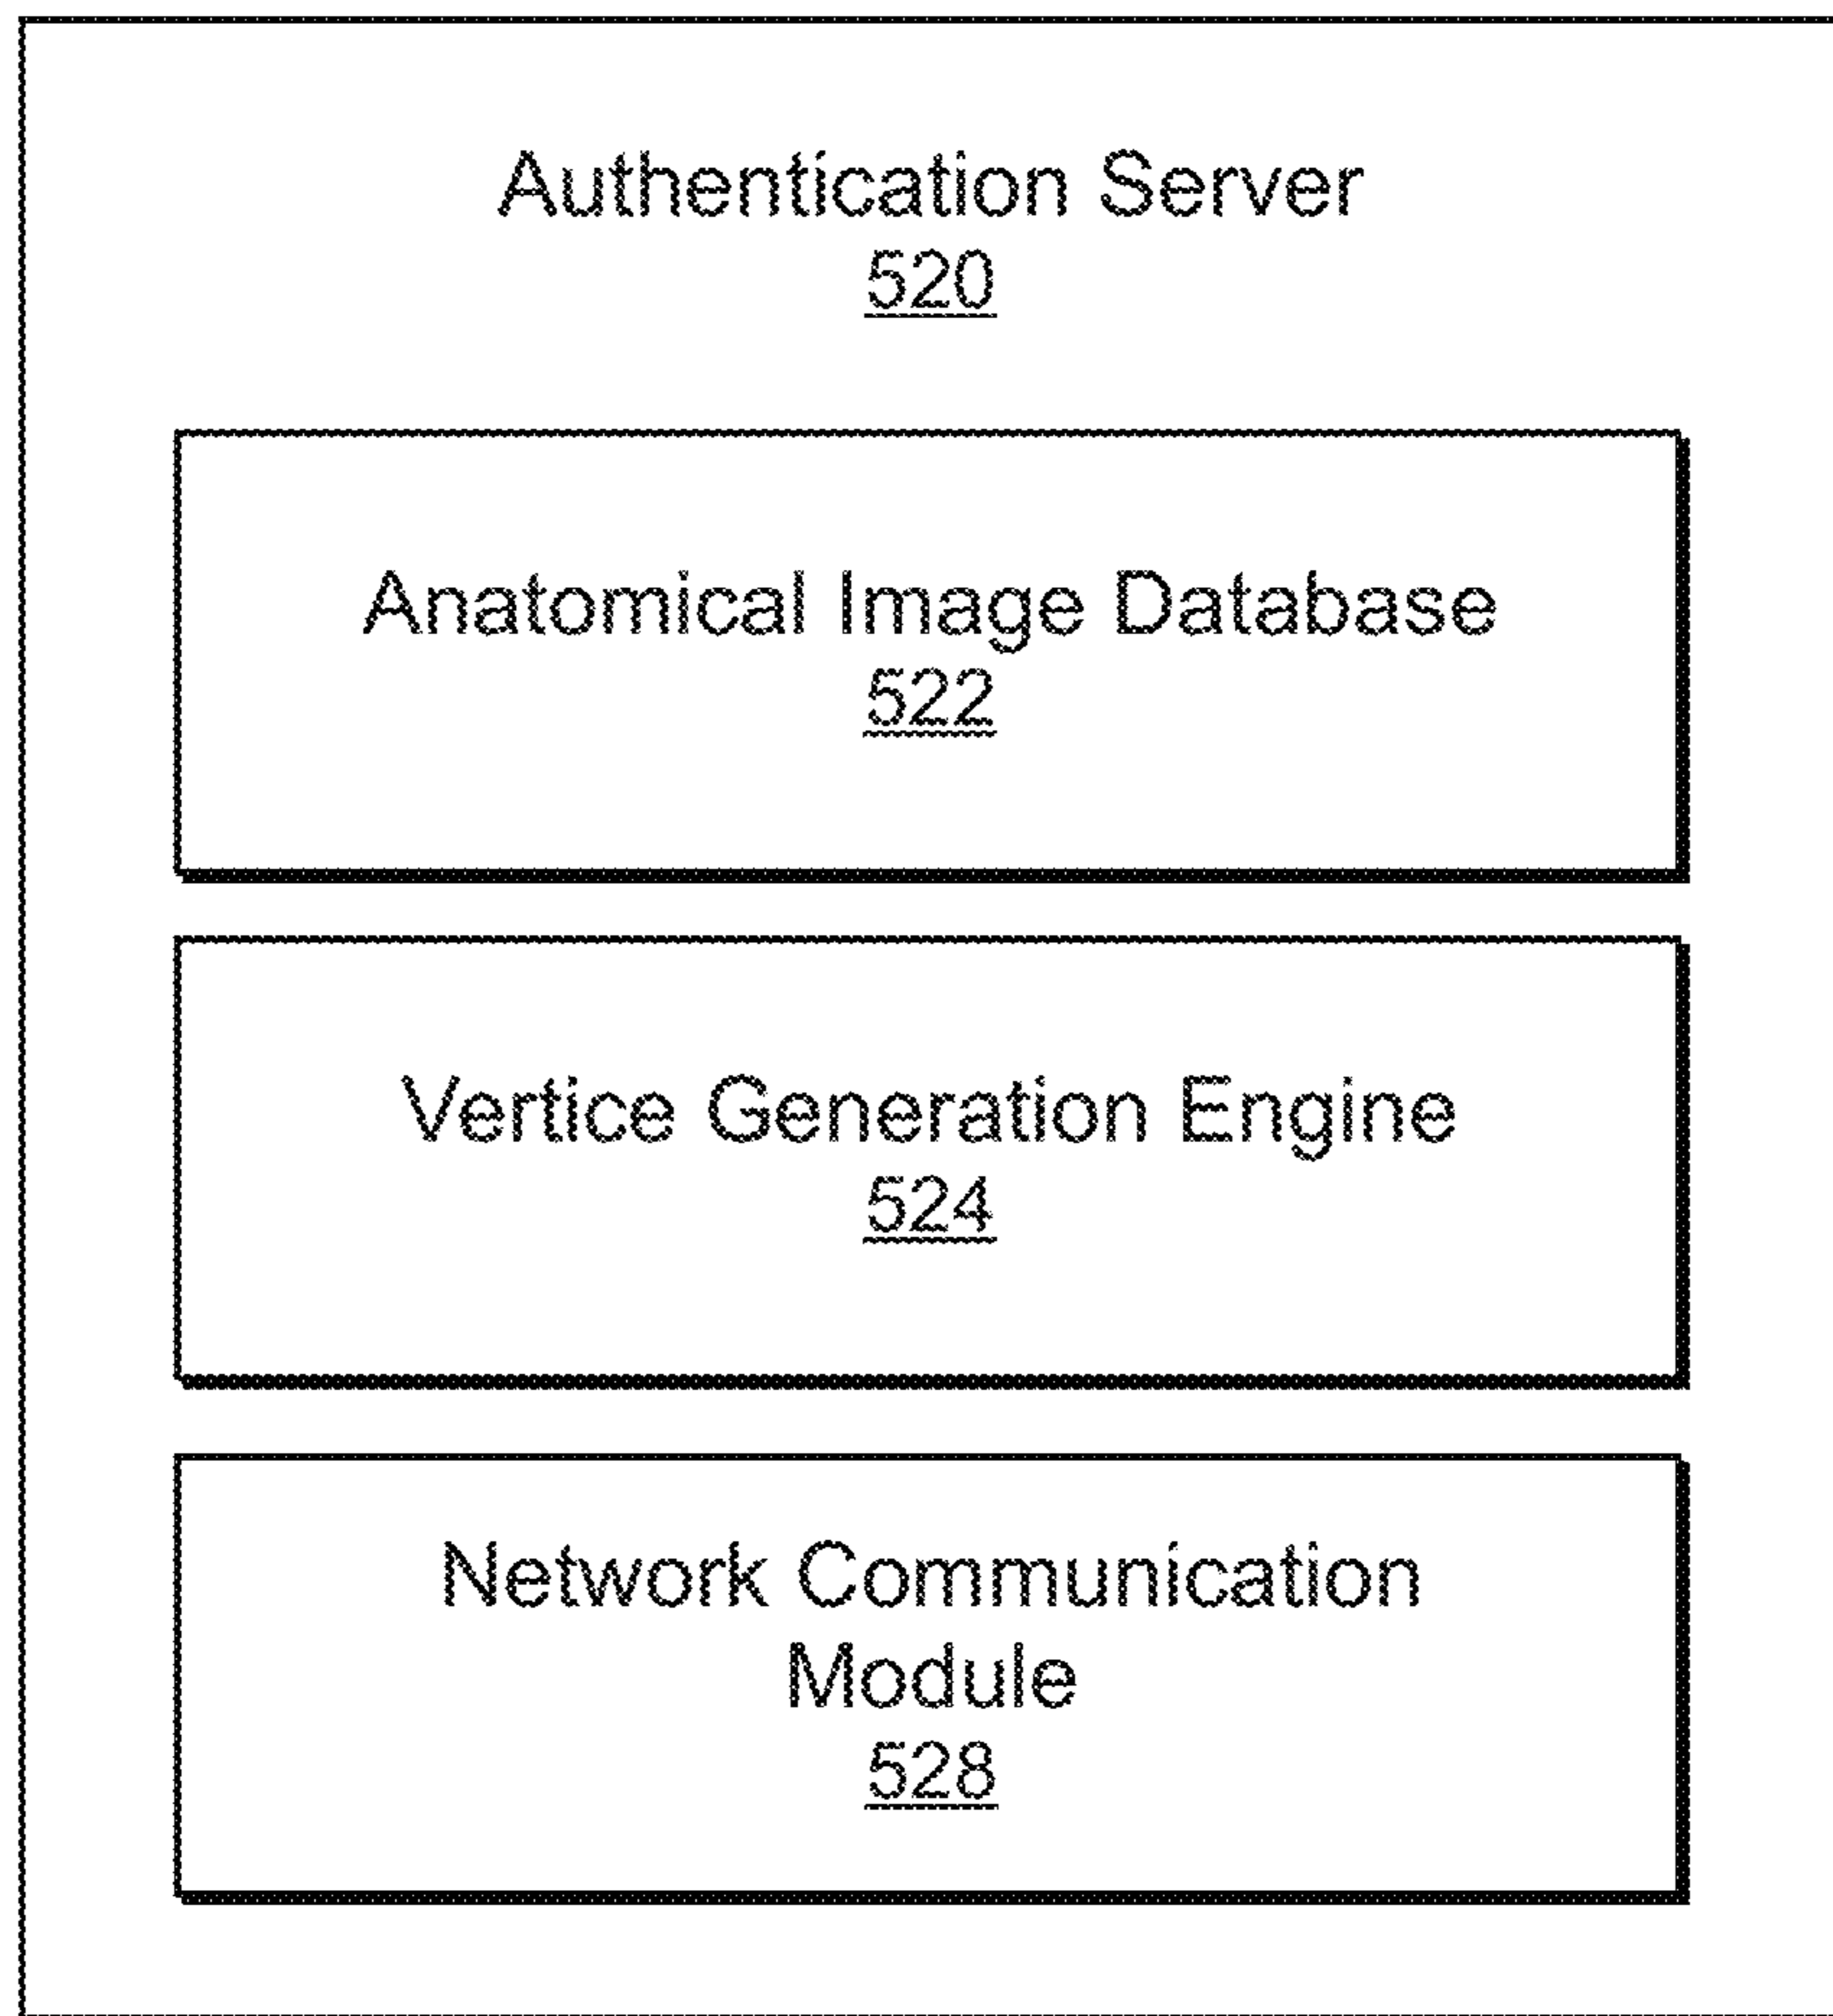 Authentication Server
520
Anatomical Image Database
522
Vertice Generation Engine
524
Network Communication
Module
528